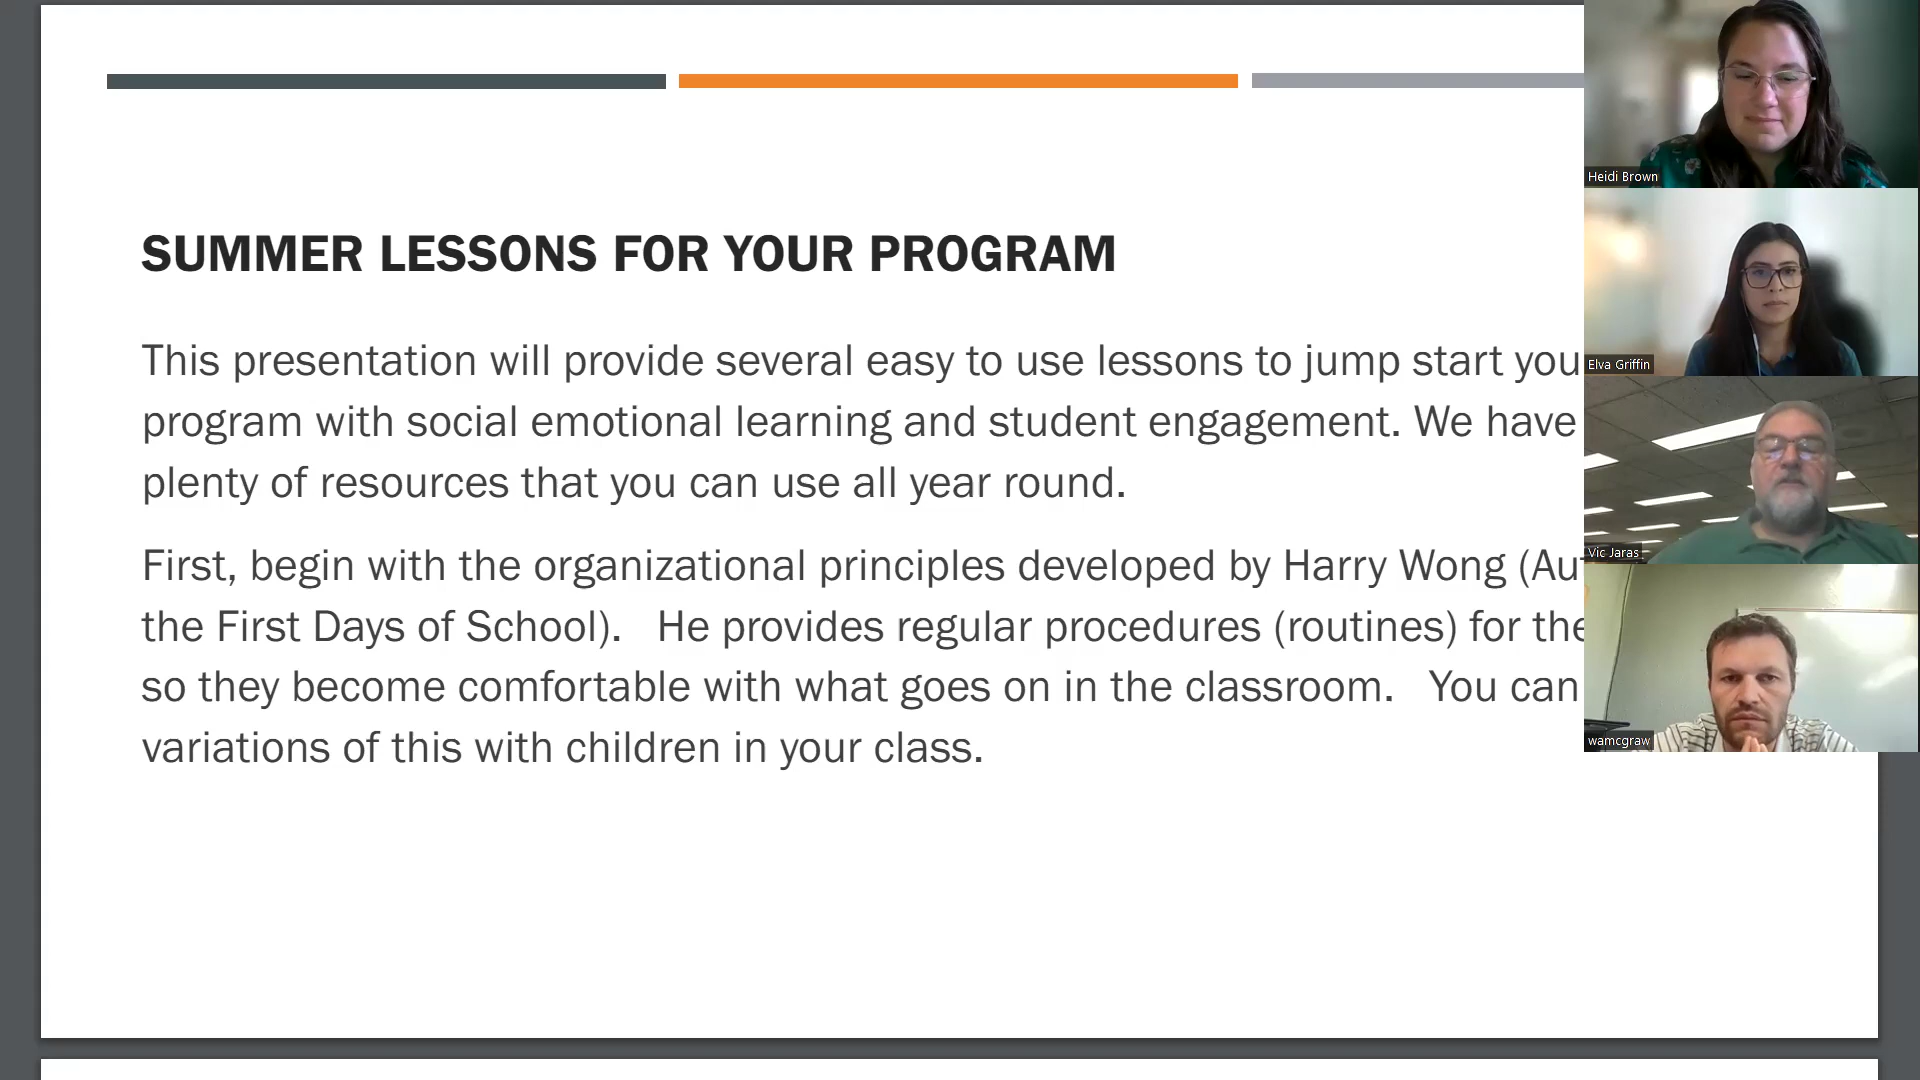 SUMMER LESSONS FOR YOUR PROGRAM
This presentation will provide several easy to use lessons to jump start you
program with social emotional learning and student engagement. We have
plenty of resources that you can use all year round.
First, begin with the organizational principles developed by Harry Wong (Au
the First Days of School). He provides regular procedures (routines) for the
so they become comfortable with what goes on in the classroom. You can
variations of this with children in your class.
Heidi Brown
Elva Griffin
Vic Jaras
wamcgraw